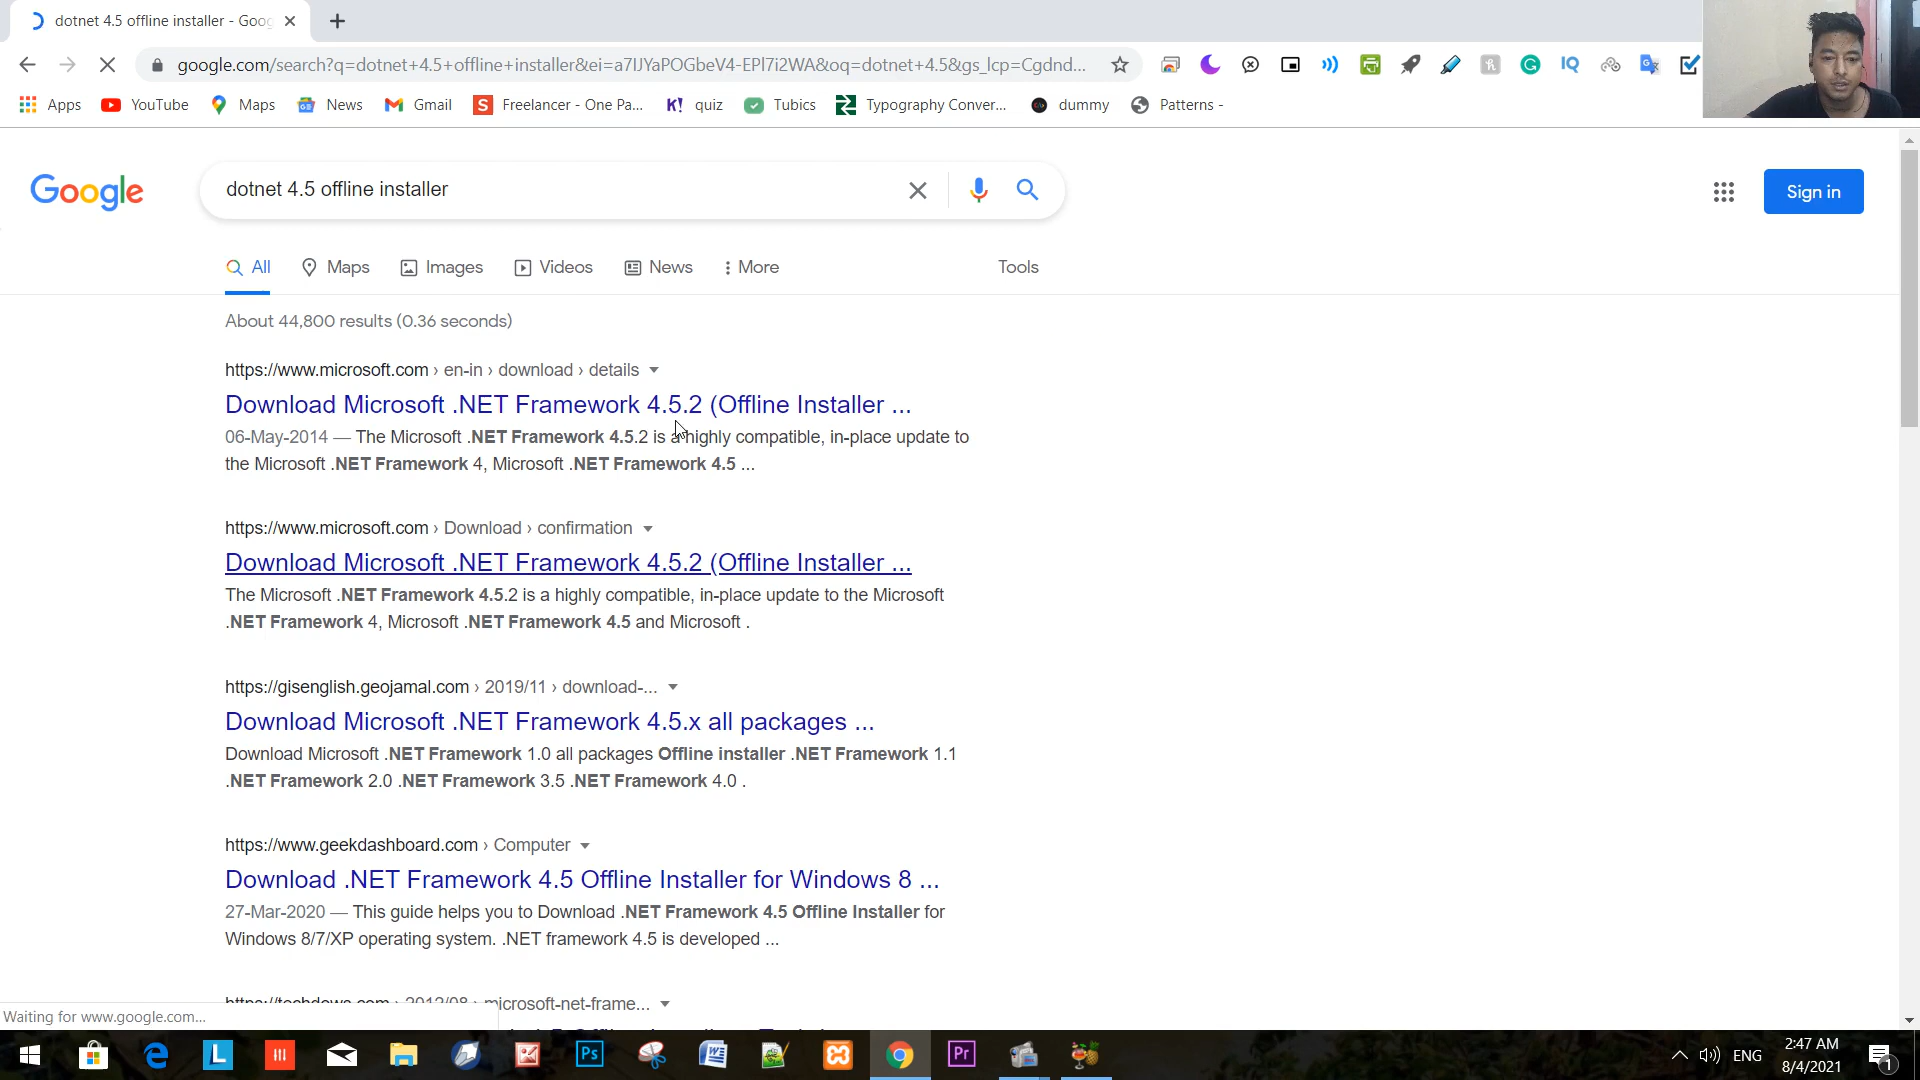 dotnet 4.5 offline installer - Goog
google.com/search?q=dotnet+4.5+offline+installer&ei=a7IJYaPOGbeV4-EPl7i2WA&oq=dotnet+4.5&gs_lcp=Cgdnd...
Apps YouTube Maps News Gmail Freelancer - One Pa... K! quiz Tubics Typography Conver... dummy Patterns -
Google
dotnet 4.5 offline installer
Sign in
All Maps Images Videos News More Tools
About 44,800 results (0.36 seconds)
https://www.microsoft.com › en-in › download › details
Download Microsoft .NET Framework 4.5.2 (Offline Installer ...
06-May-2014 — The Microsoft .NET Framework 4.5.2 is a highly compatible, in-place update to
the Microsoft .NET Framework 4, Microsoft .NET Framework 4.5 ...
https://www.microsoft.com › Download › confirmation
Download Microsoft .NET Framework 4.5.2 (Offline Installer ...
The Microsoft .NET Framework 4.5.2 is a highly compatible, in-place update to the Microsoft
.NET Framework 4, Microsoft .NET Framework 4.5 and Microsoft .
https://gisenglish.geojamal.com › 2019/11 › download-...
Download Microsoft .NET Framework 4.5.x all packages ...
Download Microsoft .NET Framework 1.0 all packages Offline installer .NET Framework 1.1
.NET Framework 2.0 .NET Framework 3.5 .NET Framework 4.0 .
https://www.geekdashboard.com › Computer
Download .NET Framework 4.5 Offline Installer for Windows 8 ...
27-Mar-2020 — This guide helps you to Download .NET Framework 4.5 Offline Installer for
Windows 8/7/XP operating system. .NET framework 4.5 is developed ...
https://techdows.com › 2012/08 › microsoft-net-frame...
Waiting for www.google.com...
ENG
2:47 AM
8/4/2021
1